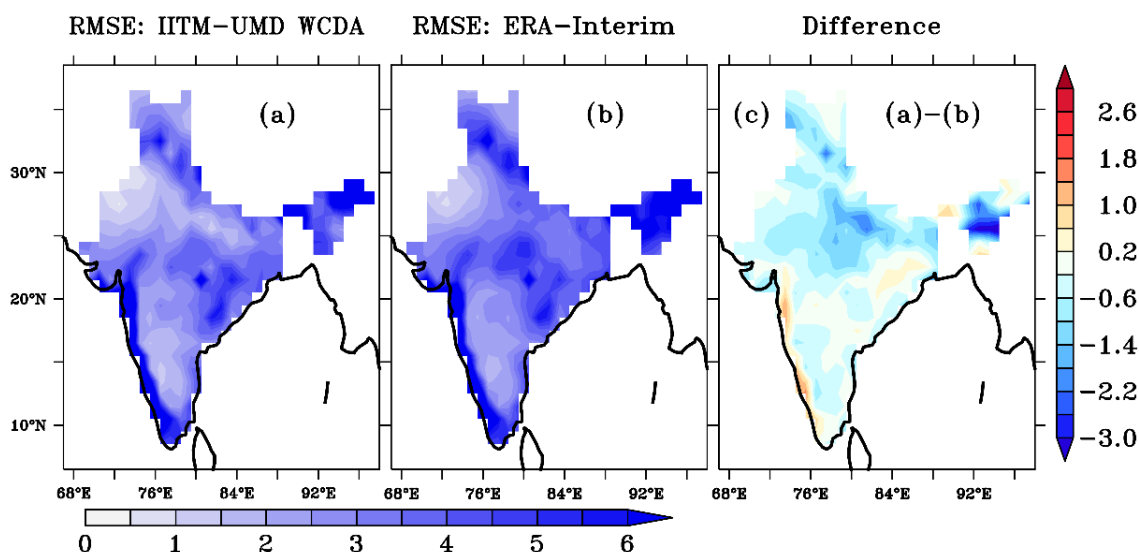 RMSE: IITM-UMD WCDA RMSE: ERA-Interim Difference
(a) (b) (c) (a)-(b)
2.6
1.8
30°N
1.0
0.2
20°N
-0.6
-1.4
-2.2
10°N
-3.0
68°E 76°E 84°E 92°E 68°E 76°E 84°E 92°E 68°E 76°E 84°E 92°E
0 1 2 3 4 5 6